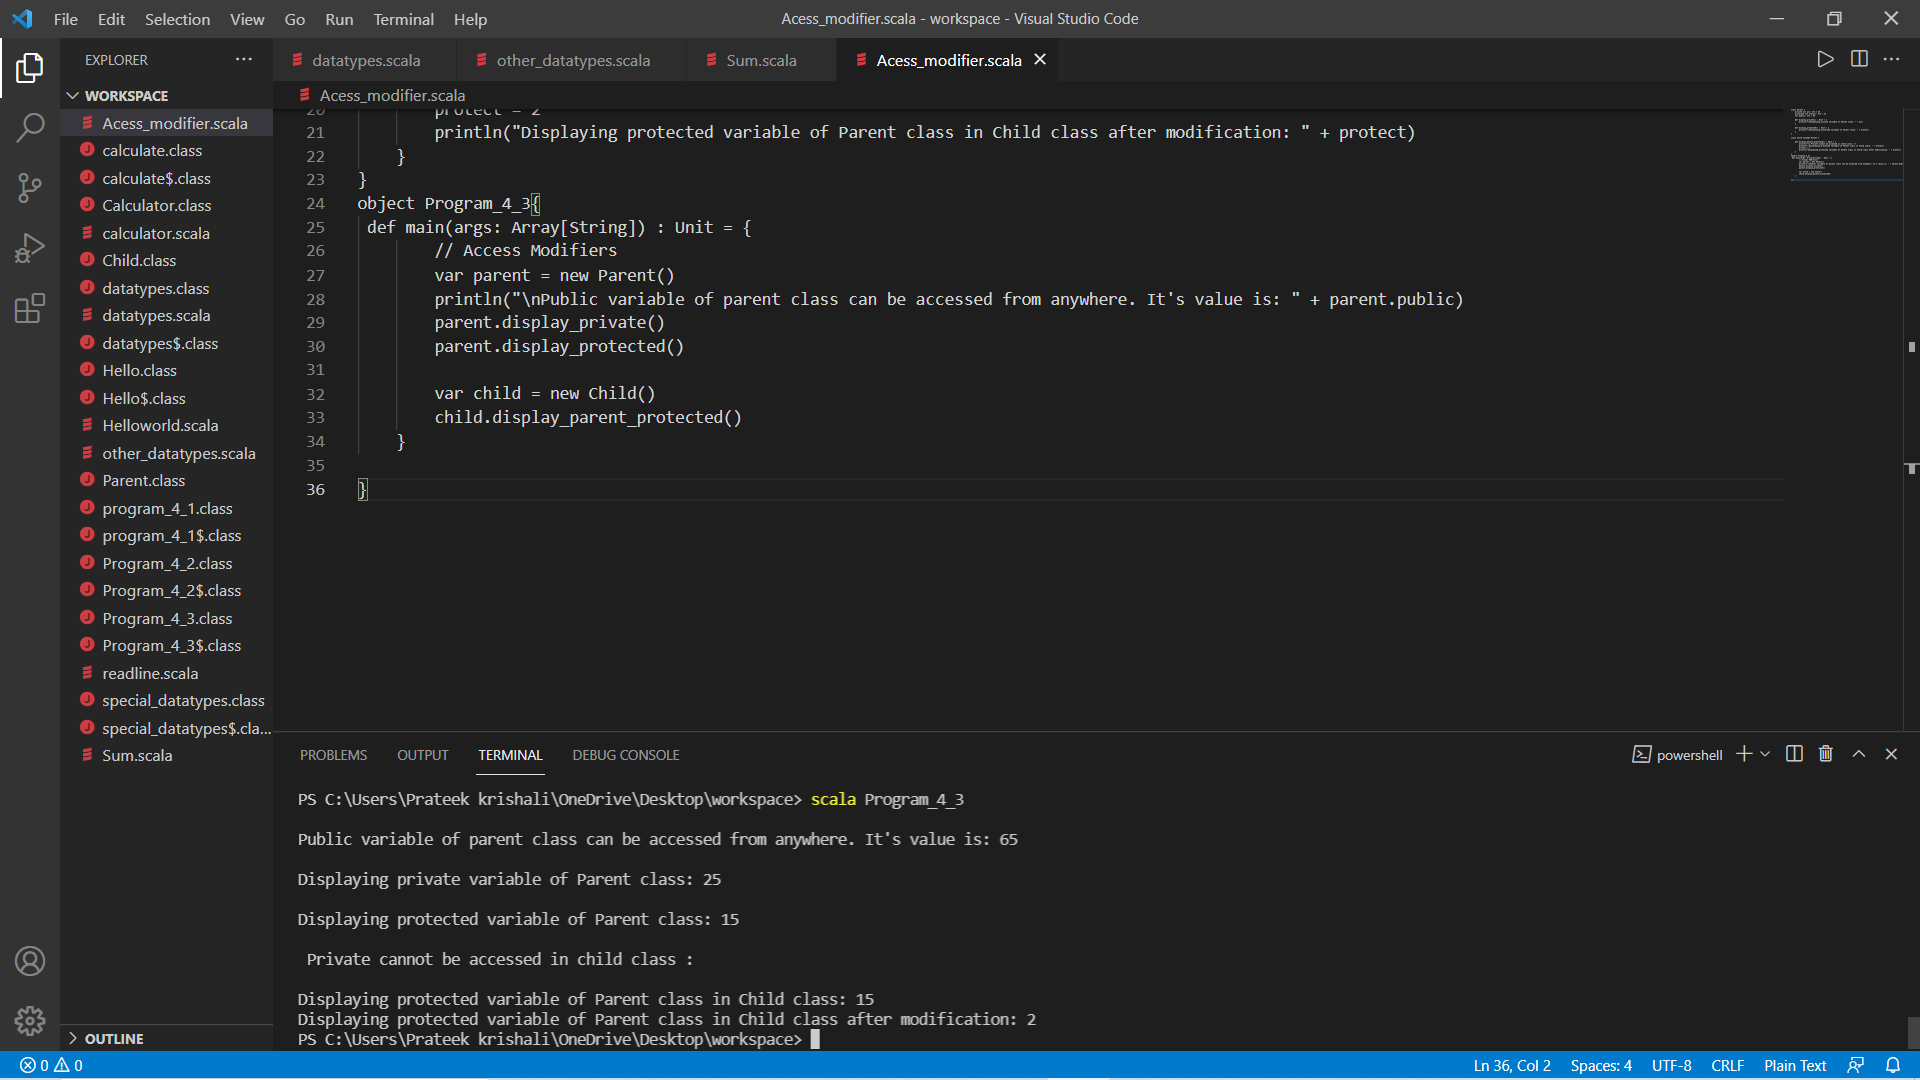 File Edit Selection View Go Run Terminal Help
Acess_modifier.scala - workspace - Visual Studio Code
EXPLORER
WORKSPACE
Acess_modifier.scala
calculate.class
calculate$.class
Calculator.class
calculator.scala
Child.class
datatypes.class
datatypes.scala
datatypes$.class
Hello.class
Hello$.class
Helloworld.scala
other_datatypes.scala
Parent.class
program_4_1.class
program_4_1$.class
Program_4_2.class
Program_4_2$.class
Program_4_3.class
Program_4_3$.class
readline.scala
special_datatypes.class
special_datatypes$.cla...
Sum.scala
OUTLINE
datatypes.scala other_datatypes.scala Sum.scala Acess_modifier.scala
Acess_modifier.scala
20 protect = 2
21 println("Displaying protected variable of Parent class in Child class after modification: " + protect)
22 }
23 }
24 object Program_4_3{
25 def main(args: Array[String]) : Unit = {
26 // Access Modifiers
27 var parent = new Parent()
28 println("\nPublic variable of parent class can be accessed from anywhere. It's value is: " + parent.public)
29 parent.display_private()
30 parent.display_protected()
31
32 var child = new Child()
33 child.display_parent_protected()
34 }
35
36 }
PROBLEMS OUTPUT TERMINAL DEBUG CONSOLE
powershell
PS C:\Users\Prateek krishali\OneDrive\Desktop\workspace> scala Program_4_3
Public variable of parent class can be accessed from anywhere. It's value is: 65
Displaying private variable of Parent class: 25
Displaying protected variable of Parent class: 15
Private cannot be accessed in child class :
Displaying protected variable of Parent class in Child class: 15
Displaying protected variable of Parent class in Child class after modification: 2
PS C:\Users\Prateek krishali\OneDrive\Desktop\workspace>
0 0
Ln 36, Col 2 Spaces: 4 UTF-8 CRLF Plain Text